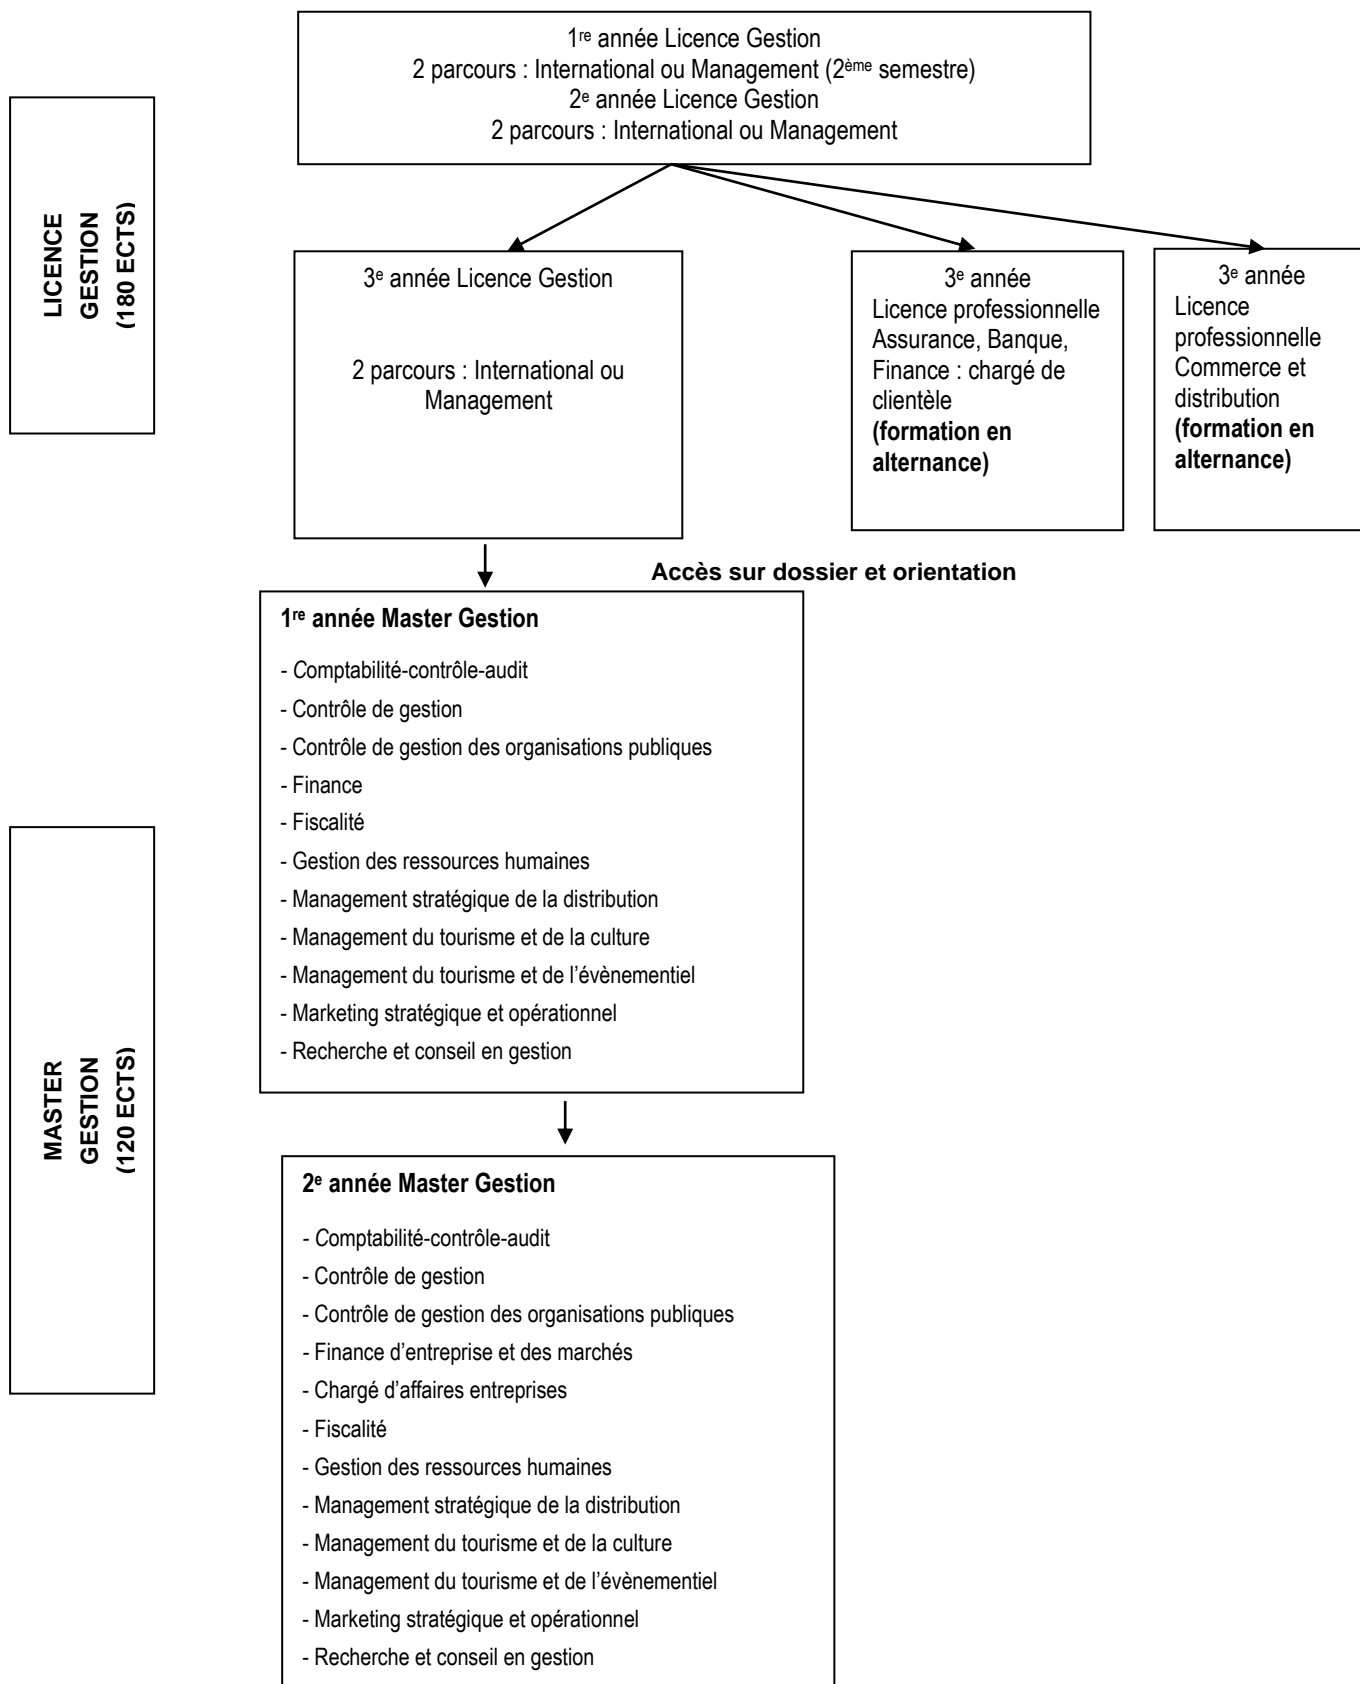 1re année Licence Gestion
2 parcours : International ou Management (2ème semestre)
2e année Licence Gestion
2 parcours : International ou Management
LICENCE
GESTION
(180 ECTS)
3e année Licence Gestion
2 parcours : International ou
Management
3e année
Licence professionnelle
Assurance, Banque,
Finance : chargé de
clientèle
(formation en
alternance)
3e année
Licence
professionnelle
Commerce et
distribution
(formation en
alternance)
Accès sur dossier et orientation
MASTER
GESTION
(120 ECTS)
1re année Master Gestion
- Comptabilité-contrôle-audit
- Contrôle de gestion
- Contrôle de gestion des organisations publiques
- Finance
- Fiscalité
- Gestion des ressources humaines
- Management stratégique de la distribution
- Management du tourisme et de la culture
- Management du tourisme et de l’évènementiel
- Marketing stratégique et opérationnel
- Recherche et conseil en gestion
2e année Master Gestion
- Comptabilité-contrôle-audit
- Contrôle de gestion
- Contrôle de gestion des organisations publiques
- Finance d’entreprise et des marchés
- Chargé d’affaires entreprises
- Fiscalité
- Gestion des ressources humaines
- Management stratégique de la distribution
- Management du tourisme et de la culture
- Management du tourisme et de l’évènementiel
- Marketing stratégique et opérationnel
- Recherche et conseil en gestion